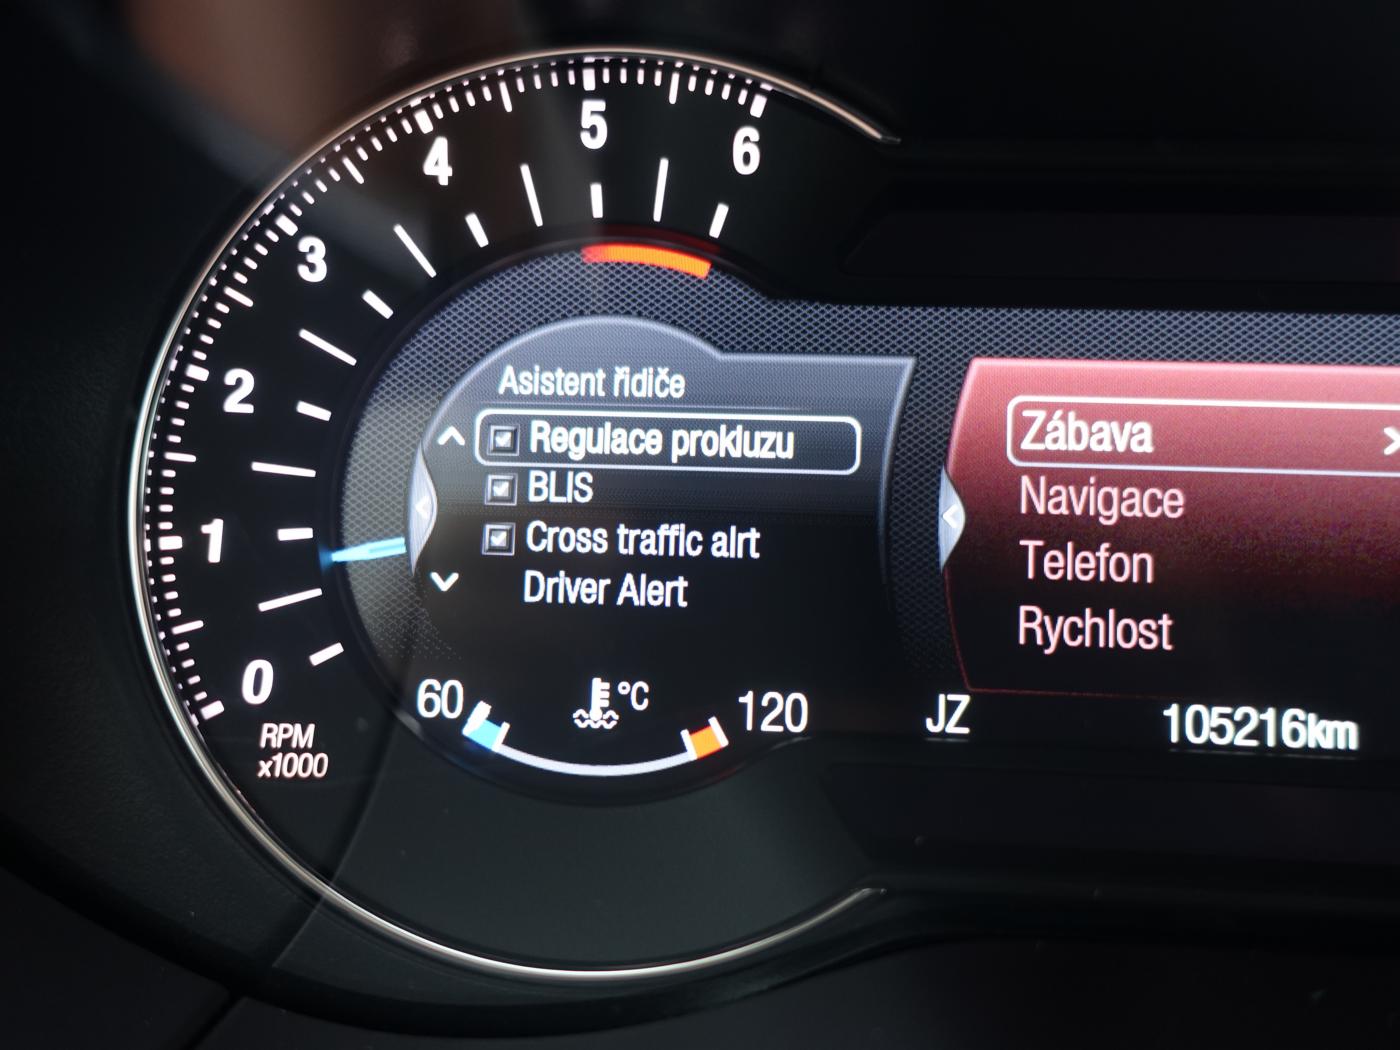 6
5
4
3
2
1
0
RPM
x1000
Asistent řidiče
Regulace prokluzu
BLIS
Cross traffic alrt
Driver Alert
60
°C
120
Zábava
Navigace
Telefon
Rychlost
JZ
105216km